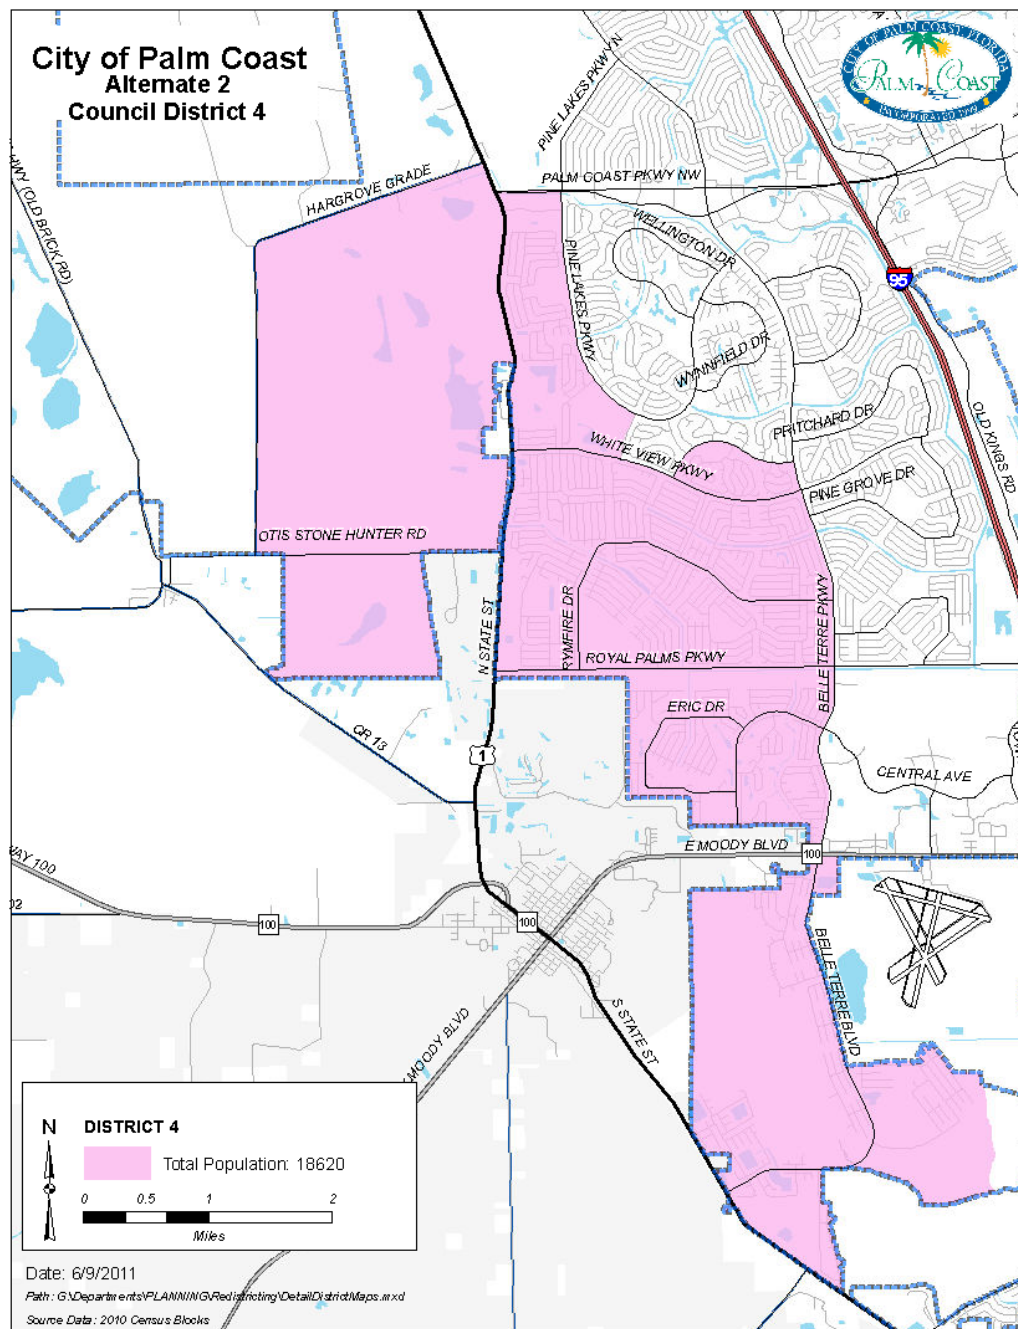 City of Palm Coast
Alternate 2
Council District 4
CITY OF PALM COAST, FLORIDA
PALM COAST
INCORPORATED 1999
PINE LAKES PKWY N
PALM COAST PKWY NW
HARGROVE GRADE
HWY (OLD BRICK RD)
WELLINGTON DR
PINE LAKES PKWY
95
WYNNFIELD DR
PRITCHARD DR
OLD KINGS RD
WHITE VIEW PKWY
PINE GROVE DR
OTIS STONE HUNTER RD
N STATE ST
RYMFIRE DR
BELLE TERRE PKWY
ROYAL PALMS PKWY
ERIC DR
CR 13
1
CENTRAL AVE
E MOODY BLVD
100
WAY 100
100
100
BELLE TERRE BLVD
S STATE ST
MOODY BLVD
N
DISTRICT 4
Total Population: 18620
0 0.5 1 2
Miles
Date: 6/9/2011
Path: G:\Departments\PLANNING\Redistricting\DetailDistrictMaps.mxd
Source Data: 2010 Census Blocks